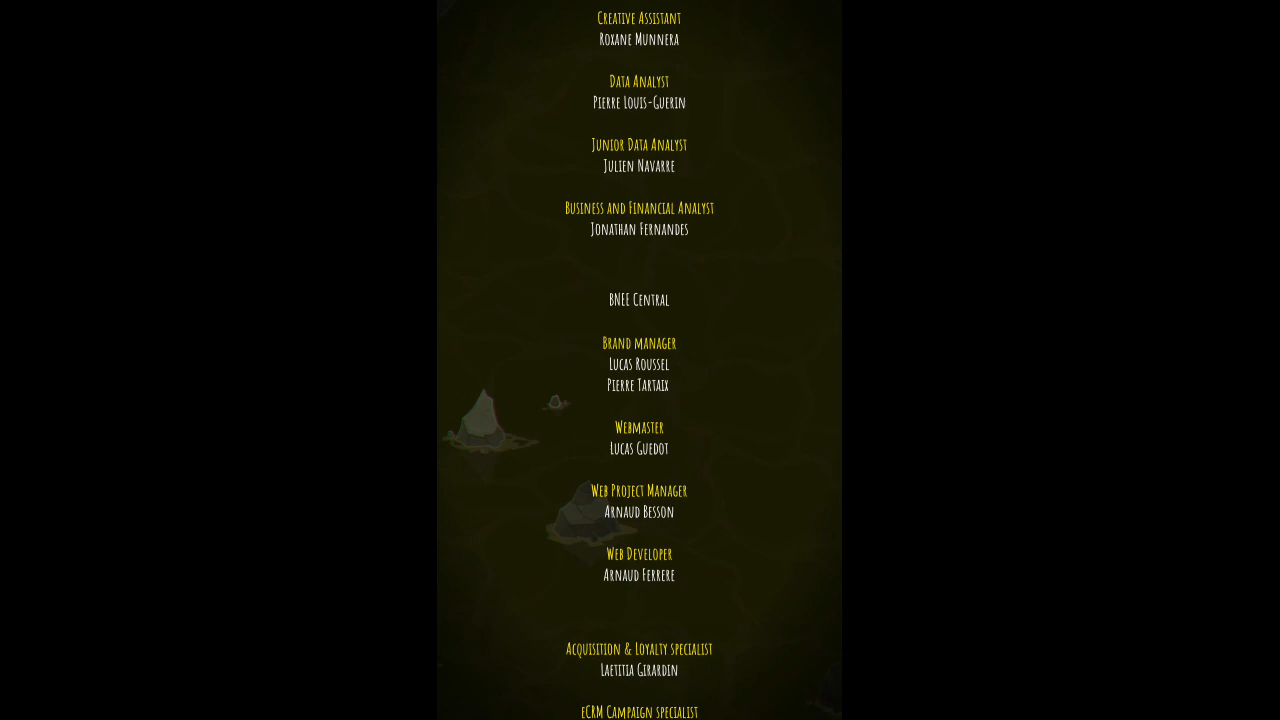 Creative Assistant
Roxane Munnera
Data Analyst
Pierre Louis-Guerin
Junior Data Analyst
Julien Navarre
Business and Financial Analyst
Jonathan Fernandes
BNEE Central
Brand manager
Lucas Roussel
Pierre Tartaix
Webmaster
Lucas Guedot
Web Project Manager
Arnaud Besson
Web Developer
Arnaud Ferrere
Acquisition & Loyalty specialist
Laetitia Girardin
eCRM Campaign specialist